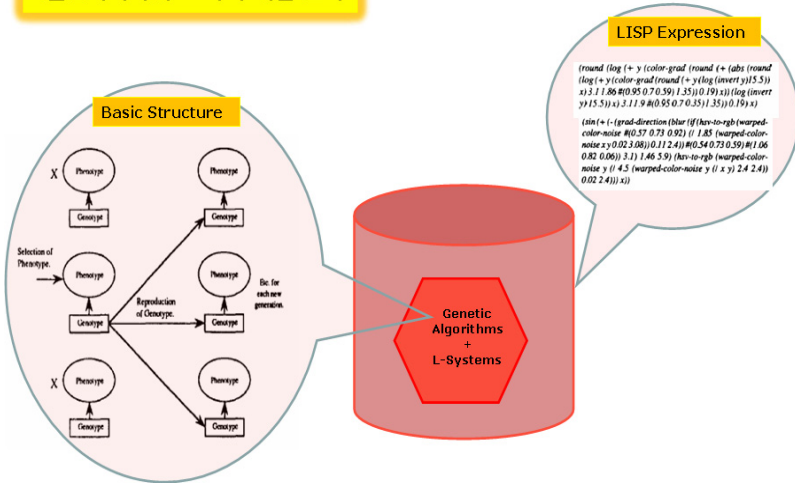 LISP Expression
(round (log (+ y (color-grad (round (+ (abs (round
(log (+ y (color-grad (round (+ y (log (invert y) 15.5))
x) 3.1 1.86 #(0.95 0.7 0.59) 1.35)) 0.19) x)) (log (invert
y) 15.5)) x) 3.1 1.9 #(0.95 0.7 0.35) 1.35)) 0.19) x)
(sin (+ (- (grad-direction (blur (if (hsv-to-rgb (warped-
color-noise #(0.57 0.73 0.92) (/ 1.85 (warped-color-
noise x y 0.02 3.08)) 0.11 2.4)) #(0.54 0.73 0.59) #(1.06
0.82 0.06)) 3.1) 1.46 5.9) (hsv-to-rgb (warped-color-
noise y (/ 4.5 (warped-color-noise y (/ x y) 2.4 2.4))
0.02 2.4))) x))
Basic Structure
X
Phenotype
Phenotype
Genotype
Genotype
Selection of
Phenotype.
Phenotype
Phenotype
Etc. for
each new
generation.
Reproduction
of Genotype.
Genotype
Genotype
X
Phenotype
Phenotype
Genotype
Genotype
Genetic
Algorithms
+
L-Systems